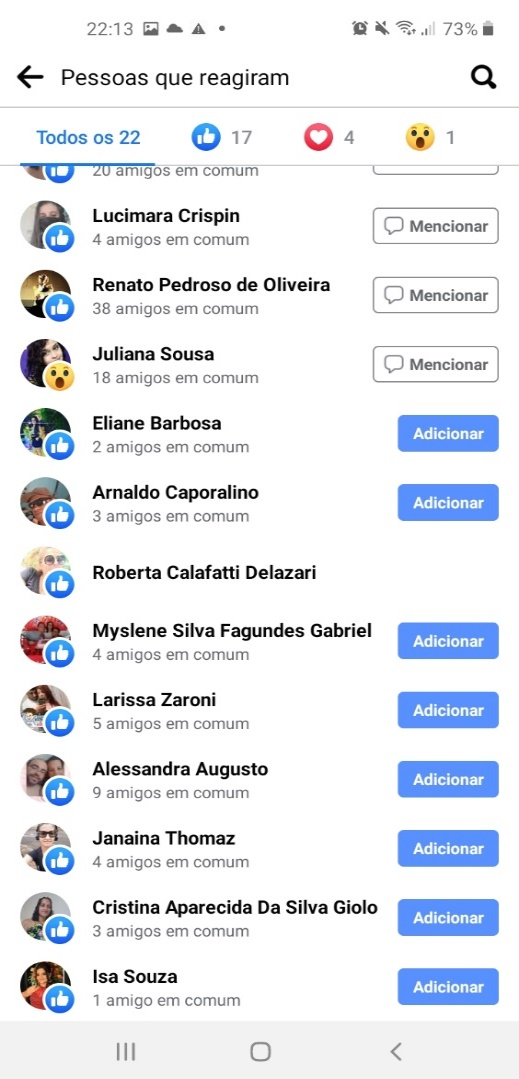 22:13
73%
Pessoas que reagiram
Todos os 22
17
4
1
20 amigos em comum
Lucimara Crispin
4 amigos em comum
Mencionar
Renato Pedroso de Oliveira
38 amigos em comum
Mencionar
Juliana Sousa
18 amigos em comum
Mencionar
Eliane Barbosa
2 amigos em comum
Adicionar
Arnaldo Caporalino
3 amigos em comum
Adicionar
Roberta Calafatti Delazari
Myslene Silva Fagundes Gabriel
4 amigos em comum
Adicionar
Larissa Zaroni
5 amigos em comum
Adicionar
Alessandra Augusto
9 amigos em comum
Adicionar
Janaina Thomaz
4 amigos em comum
Adicionar
Cristina Aparecida Da Silva Giolo
3 amigos em comum
Adicionar
Isa Souza
1 amigo em comum
Adicionar